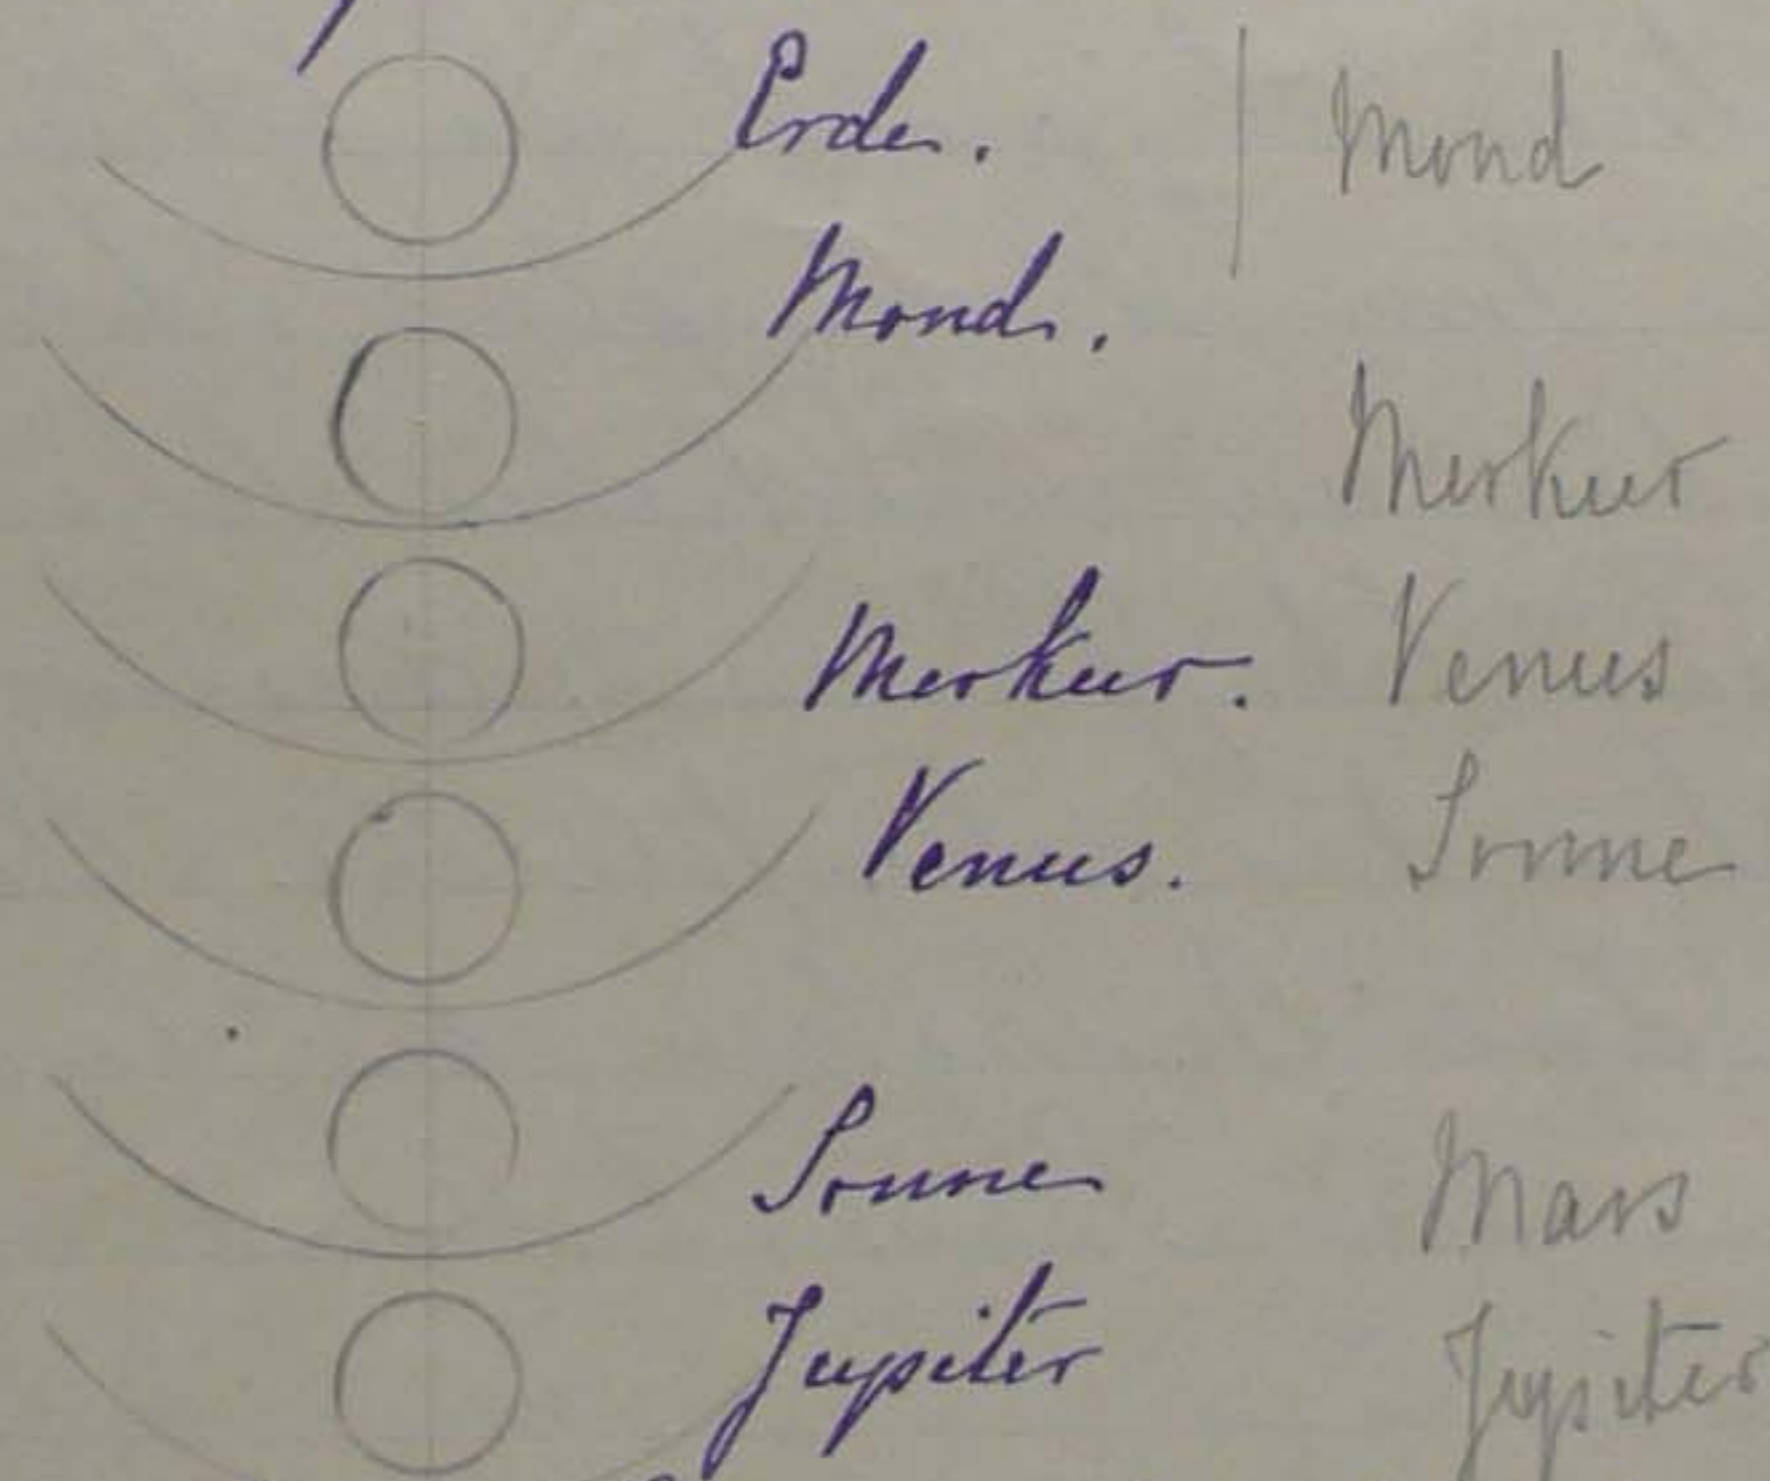 Erde. | Mond
Mond.
Merkur
Merkur. Venus
Venus. Sonne
Sonne Mars
Jupiter Jupiter